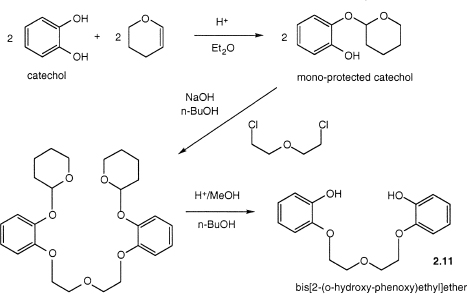 2
OH
OH
+
2
O
H+
Et2O
2
O
O
OH
catechol
mono-protected catechol
NaOH
n-BuOH
Cl
Cl
O
O
O
O
O
O
O
O
H+/MeOH
n-BuOH
OH
HO
O
O
O
2.11
bis[2-(o-hydroxy-phenoxy)ethyl]ether